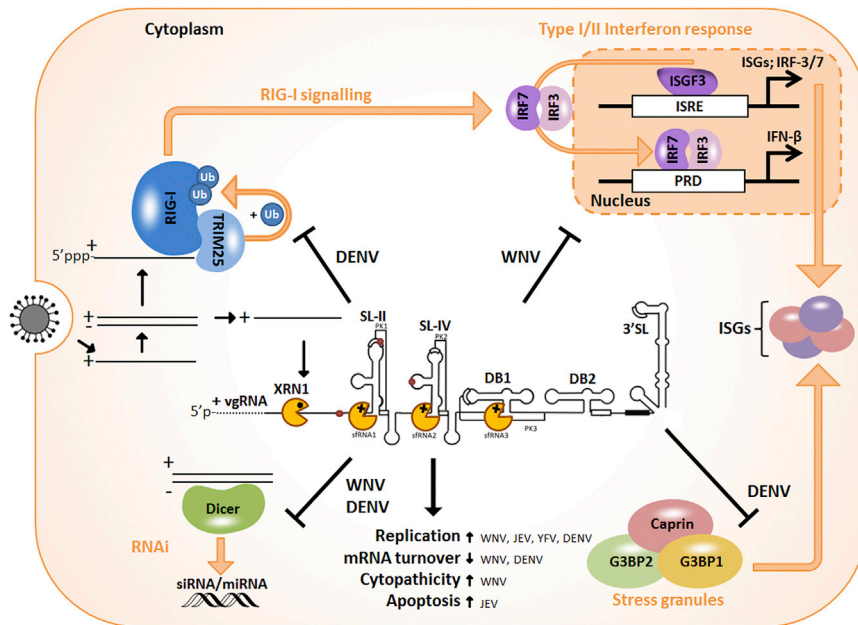 Cytoplasm
Type I/II Interferon response
RIG-I signalling
IRF7
IRF3
ISGF3
ISGs; IRF-3/7
ISRE
IRF7
IRF3
IFN-β
PRD
Nucleus
RIG-I
Ub
Ub
+ Ub
TRIM25
5'ppp-
+
DENV
WNV
+
-
+
+
SL-II
PK1
SL-IV
PK2
3'SL
ISGs
DB1
DB2
XRN1
5'p-
+ vgRNA
sfRNA1
sfRNA2
sfRNA3
PK3
+
+
+
+
-
Dicer
WNV
DENV
DENV
RNAi
siRNA/miRNA
Replication ↑ WNV, JEV, YFV, DENV
mRNA turnover ↓ WNV, DENV
Cytopathicity ↑ WNV
Apoptosis ↑ JEV
Caprin
G3BP2
G3BP1
Stress granules